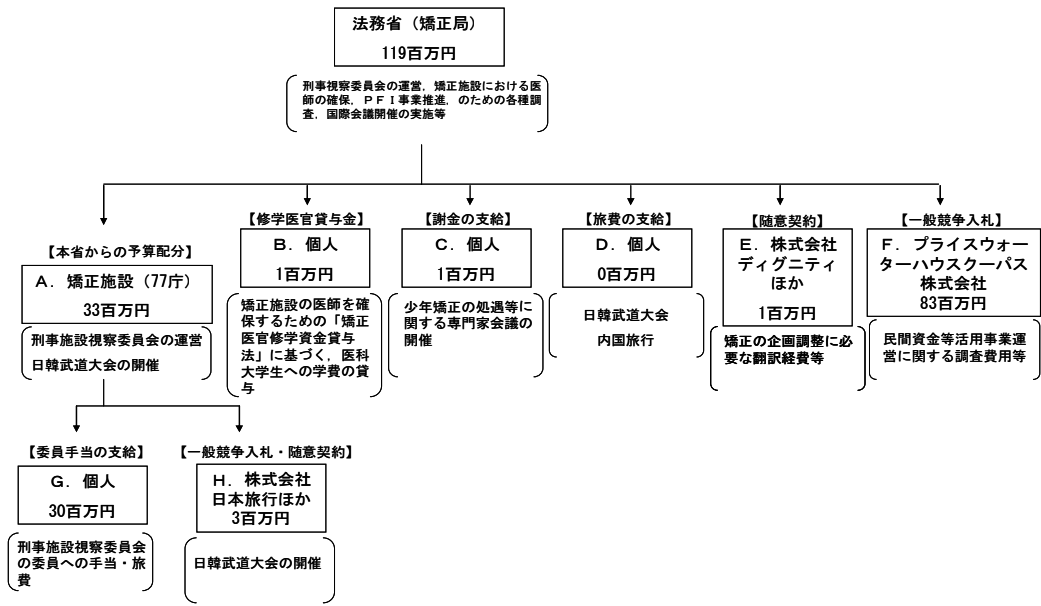 法務省（矯正局）
119百万円
刑事視察委員会の運営，矯正施設における医
師の確保，ＰＦＩ事業推進，のための各種調
査，国際会議開催の実施等
【本省からの予算配分】
Ａ．矯正施設（77庁）
33百万円
刑事施設視察委員会の運営
日韓武道大会の開催
【修学医官貸与金】
Ｂ．個人
1百万円
矯正施設の医師を確
保するための「矯正
医官修学資金貸与
法」に基づく，医科
大学生への学費の貸
与
【謝金の支給】
Ｃ．個人
1百万円
少年矯正の処遇等に
関する専門家会議の
開催
【旅費の支給】
Ｄ．個人
0百万円
日韓武道大会
内国旅行
【随意契約】
Ｅ．株式会社
ディグニティ
ほか
1百万円
矯正の企画調整に必
要な翻訳経費等
【一般競争入札】
Ｆ．プライスウォー
ターハウスクーパス
株式会社
83百万円
民間資金等活用事業運
営に関する調査費用等
【委員手当の支給】
Ｇ．個人
30百万円
刑事施設視察委員会
の委員への手当・旅
費
【一般競争入札・随意契約】
Ｈ．株式会社
日本旅行ほか
3百万円
日韓武道大会の開催